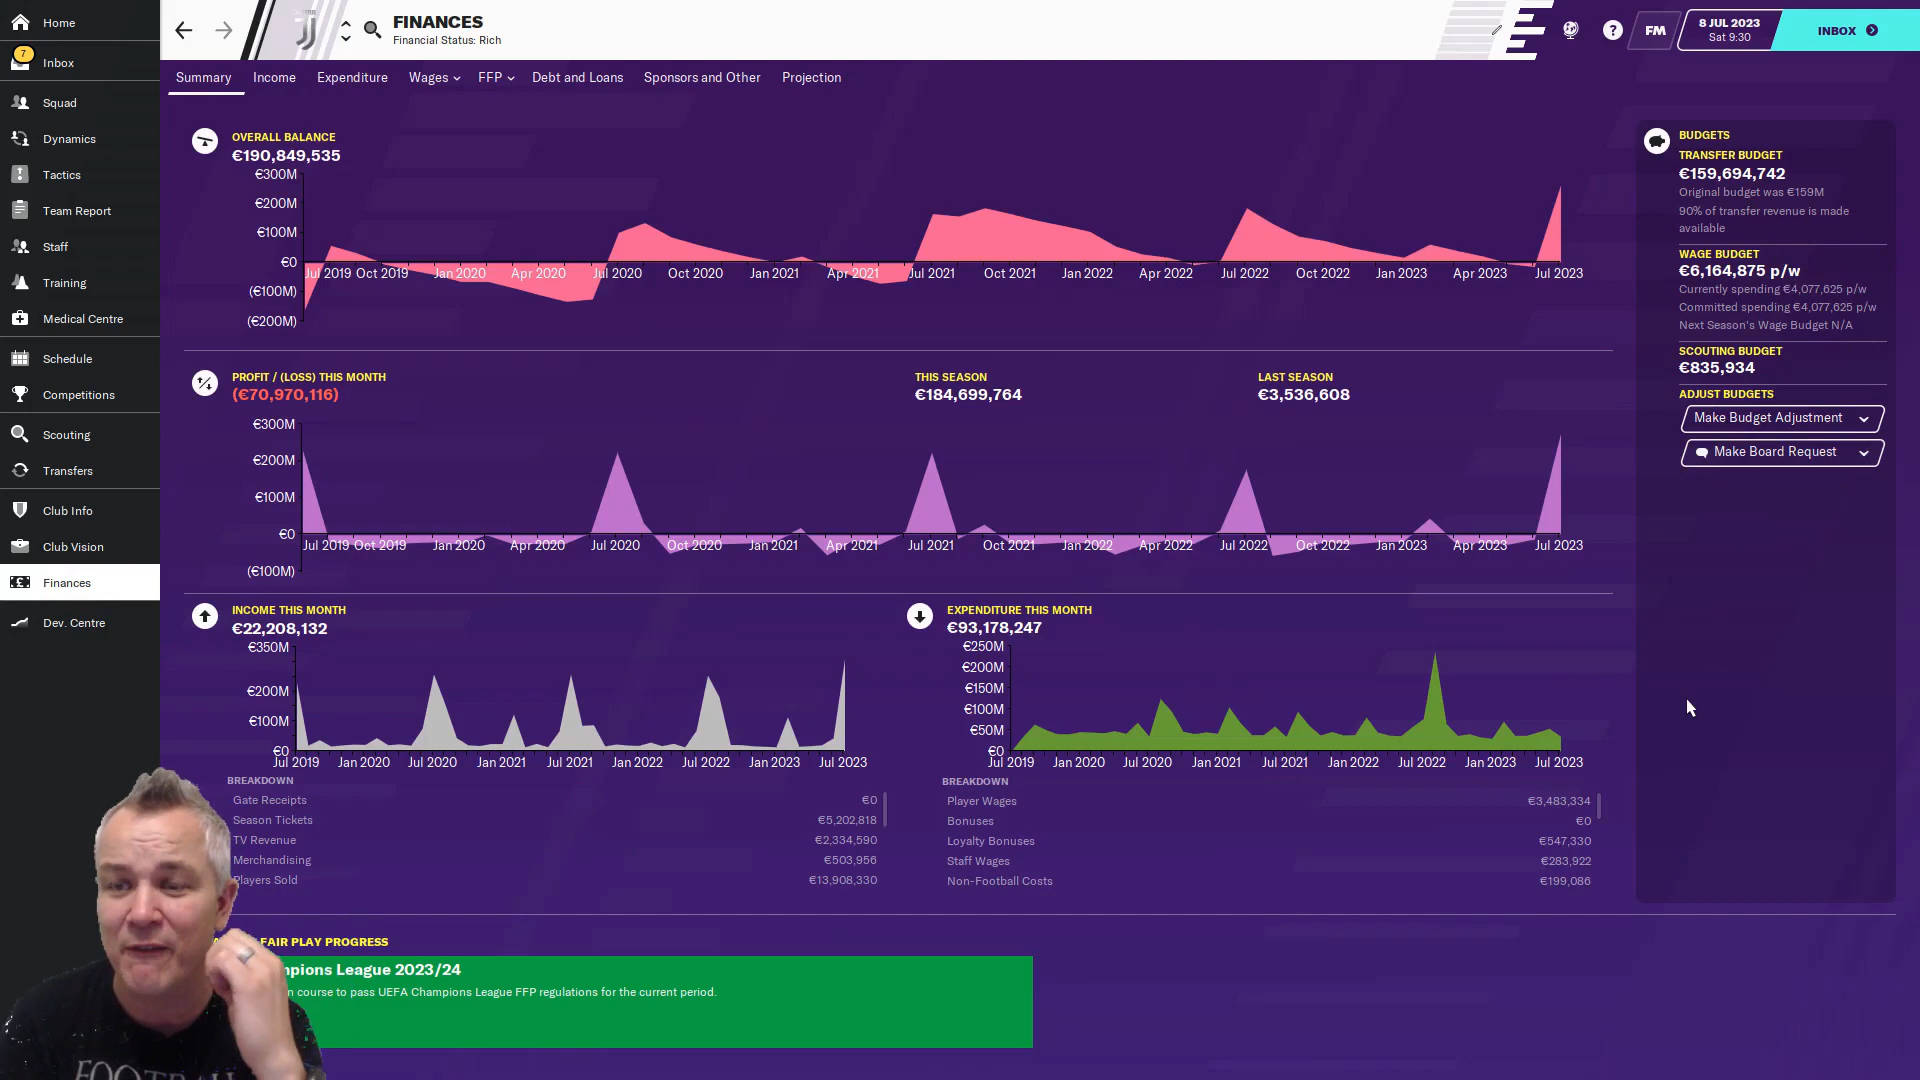 Home
7
Inbox
Squad
Dynamics
Tactics
Team Report
Staff
Training
Medical Centre
Schedule
Competitions
Scouting
Transfers
Club Info
Club Vision
Finances
Dev. Centre
FINANCES
Financial Status: Rich
?
FM
8 JUL 2023
Sat 9:30
INBOX
Summary
Income
Expenditure
Wages
FFP
Debt and Loans
Sponsors and Other
Projection
OVERALL BALANCE
€190,849,535
€300M
€200M
€100M
€0
(€100M)
(€200M)
Jul 2019 Oct 2019 Jan 2020 Apr 2020 Jul 2020 Oct 2020 Jan 2021 Apr 2021 Jul 2021 Oct 2021 Jan 2022 Apr 2022 Jul 2022 Oct 2022 Jan 2023 Apr 2023 Jul 2023
PROFIT / (LOSS) THIS MONTH
(€70,970,116)
THIS SEASON
€184,699,764
LAST SEASON
€3,536,608
€300M
€200M
€100M
€0
(€100M)
Jul 2019 Oct 2019 Jan 2020 Apr 2020 Jul 2020 Oct 2020 Jan 2021 Apr 2021 Jul 2021 Oct 2021 Jan 2022 Apr 2022 Jul 2022 Oct 2022 Jan 2023 Apr 2023 Jul 2023
INCOME THIS MONTH
€22,208,132
€350M
€200M
€100M
€0
Jul 2019 Jan 2020 Jul 2020 Jan 2021 Jul 2021 Jan 2022 Jul 2022 Jan 2023 Jul 2023
BREAKDOWN
Gate Receipts €0
Season Tickets €5,202,818
TV Revenue €2,334,590
Merchandising €503,956
Players Sold €13,908,330
EXPENDITURE THIS MONTH
€93,178,247
€250M
€200M
€150M
€100M
€50M
€0
Jul 2019 Jan 2020 Jul 2020 Jan 2021 Jul 2021 Jan 2022 Jul 2022 Jan 2023 Jul 2023
BREAKDOWN
Player Wages €3,483,334
Bonuses €0
Loyalty Bonuses €547,330
Staff Wages €283,922
Non-Football Costs €199,086
FAIR PLAY PROGRESS
mpions League 2023/24
n course to pass UEFA Champions League FFP regulations for the current period.
BUDGETS
TRANSFER BUDGET
€159,694,742
Original budget was €159M
90% of transfer revenue is made
available
WAGE BUDGET
€6,164,875 p/w
Currently spending €4,077,625 p/w
Committed spending €4,077,625 p/w
Next Season's Wage Budget N/A
SCOUTING BUDGET
€835,934
ADJUST BUDGETS
Make Budget Adjustment
Make Board Request